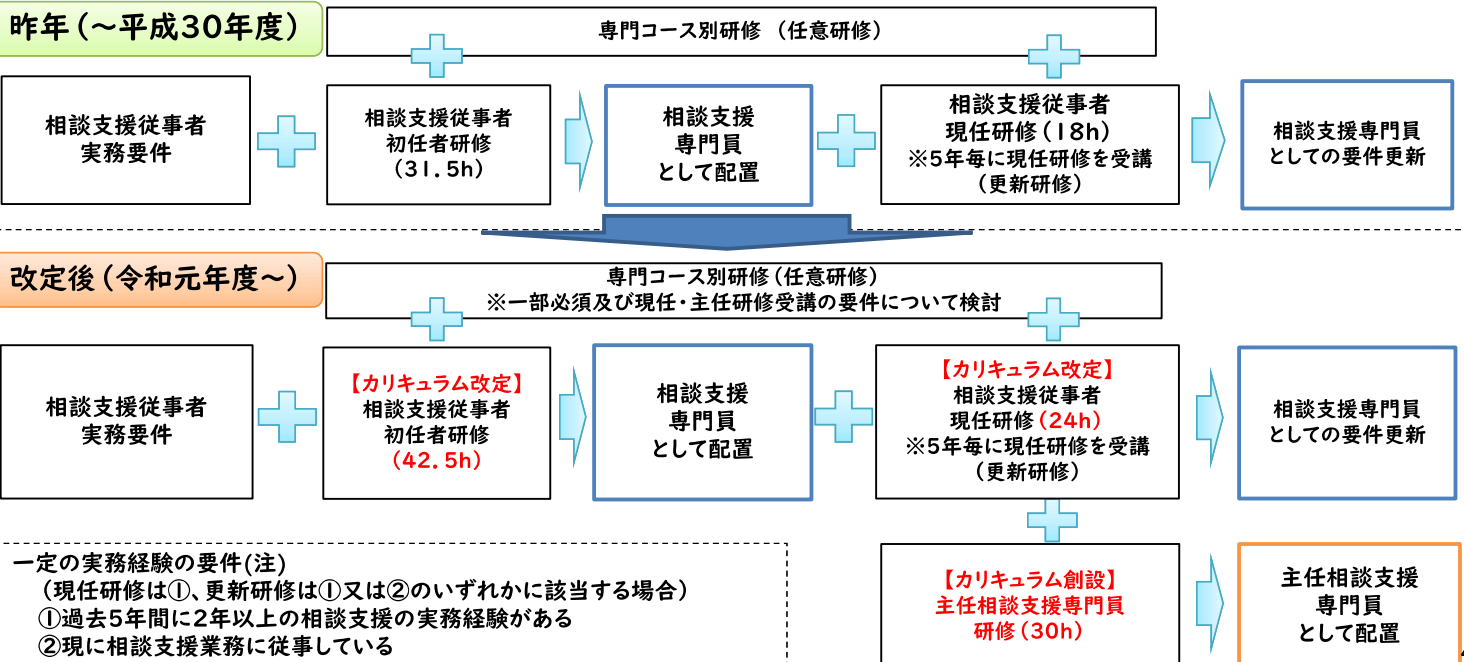 昨年(～平成30年度)
専門コース別研修 (任意研修)
相談支援従事者
実務要件
相談支援従事者
初任者研修
(31.5h)
相談支援
専門員
として配置
相談支援従事者
現任研修(18h)
※5年毎に現任研修を受講
(更新研修)
相談支援専門員
としての要件更新
改定後(令和元年度～)
専門コース別研修(任意研修)
※一部必須及び現任・主任研修受講の要件について検討
相談支援従事者
実務要件
【カリキュラム改定】
相談支援従事者
初任者研修
(42.5h)
相談支援
専門員
として配置
【カリキュラム改定】
相談支援従事者
現任研修(24h)
※5年毎に現任研修を受講
(更新研修)
相談支援専門員
としての要件更新
一定の実務経験の要件(注)
(現任研修は①、更新研修は①又は②のいずれかに該当する場合)
①過去5年間に2年以上の相談支援の実務経験がある
②現に相談支援業務に従事している
【カリキュラム創設】
主任相談支援専門員
研修(30h)
主任相談支援
専門員
として配置